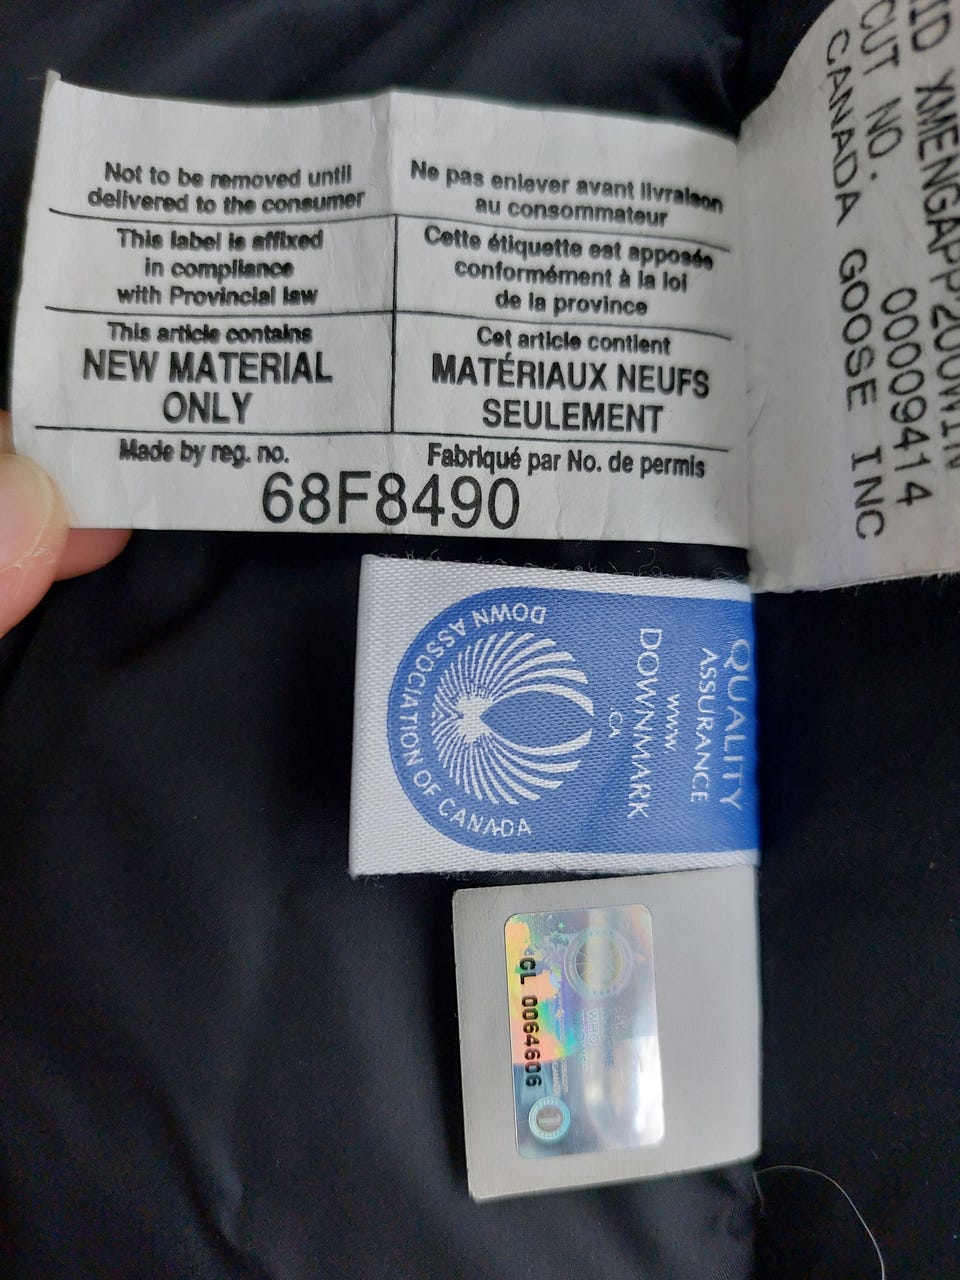 Not to be removed until
delivered to the consumer
This label is affixed
in compliance
with Provincial law
This article contains
NEW MATERIAL
ONLY
Made by reg. no.
Ne pas enlever avant livraison
au consommateur
Cette étiquette est apposée
conformément à la loi
de la province
Cet article contient
MATÉRIAUX NEUFS
SEULEMENT
Fabriqué par No. de permis
68F8490
CUT NO. 00009414
CANADA GOOSE INC
QUALITY
ASSURANCE
WWW
DOWNMARK
.CA
DOWN ASSOCIATION OF CANADA
GL 0064606
ASK
WHO